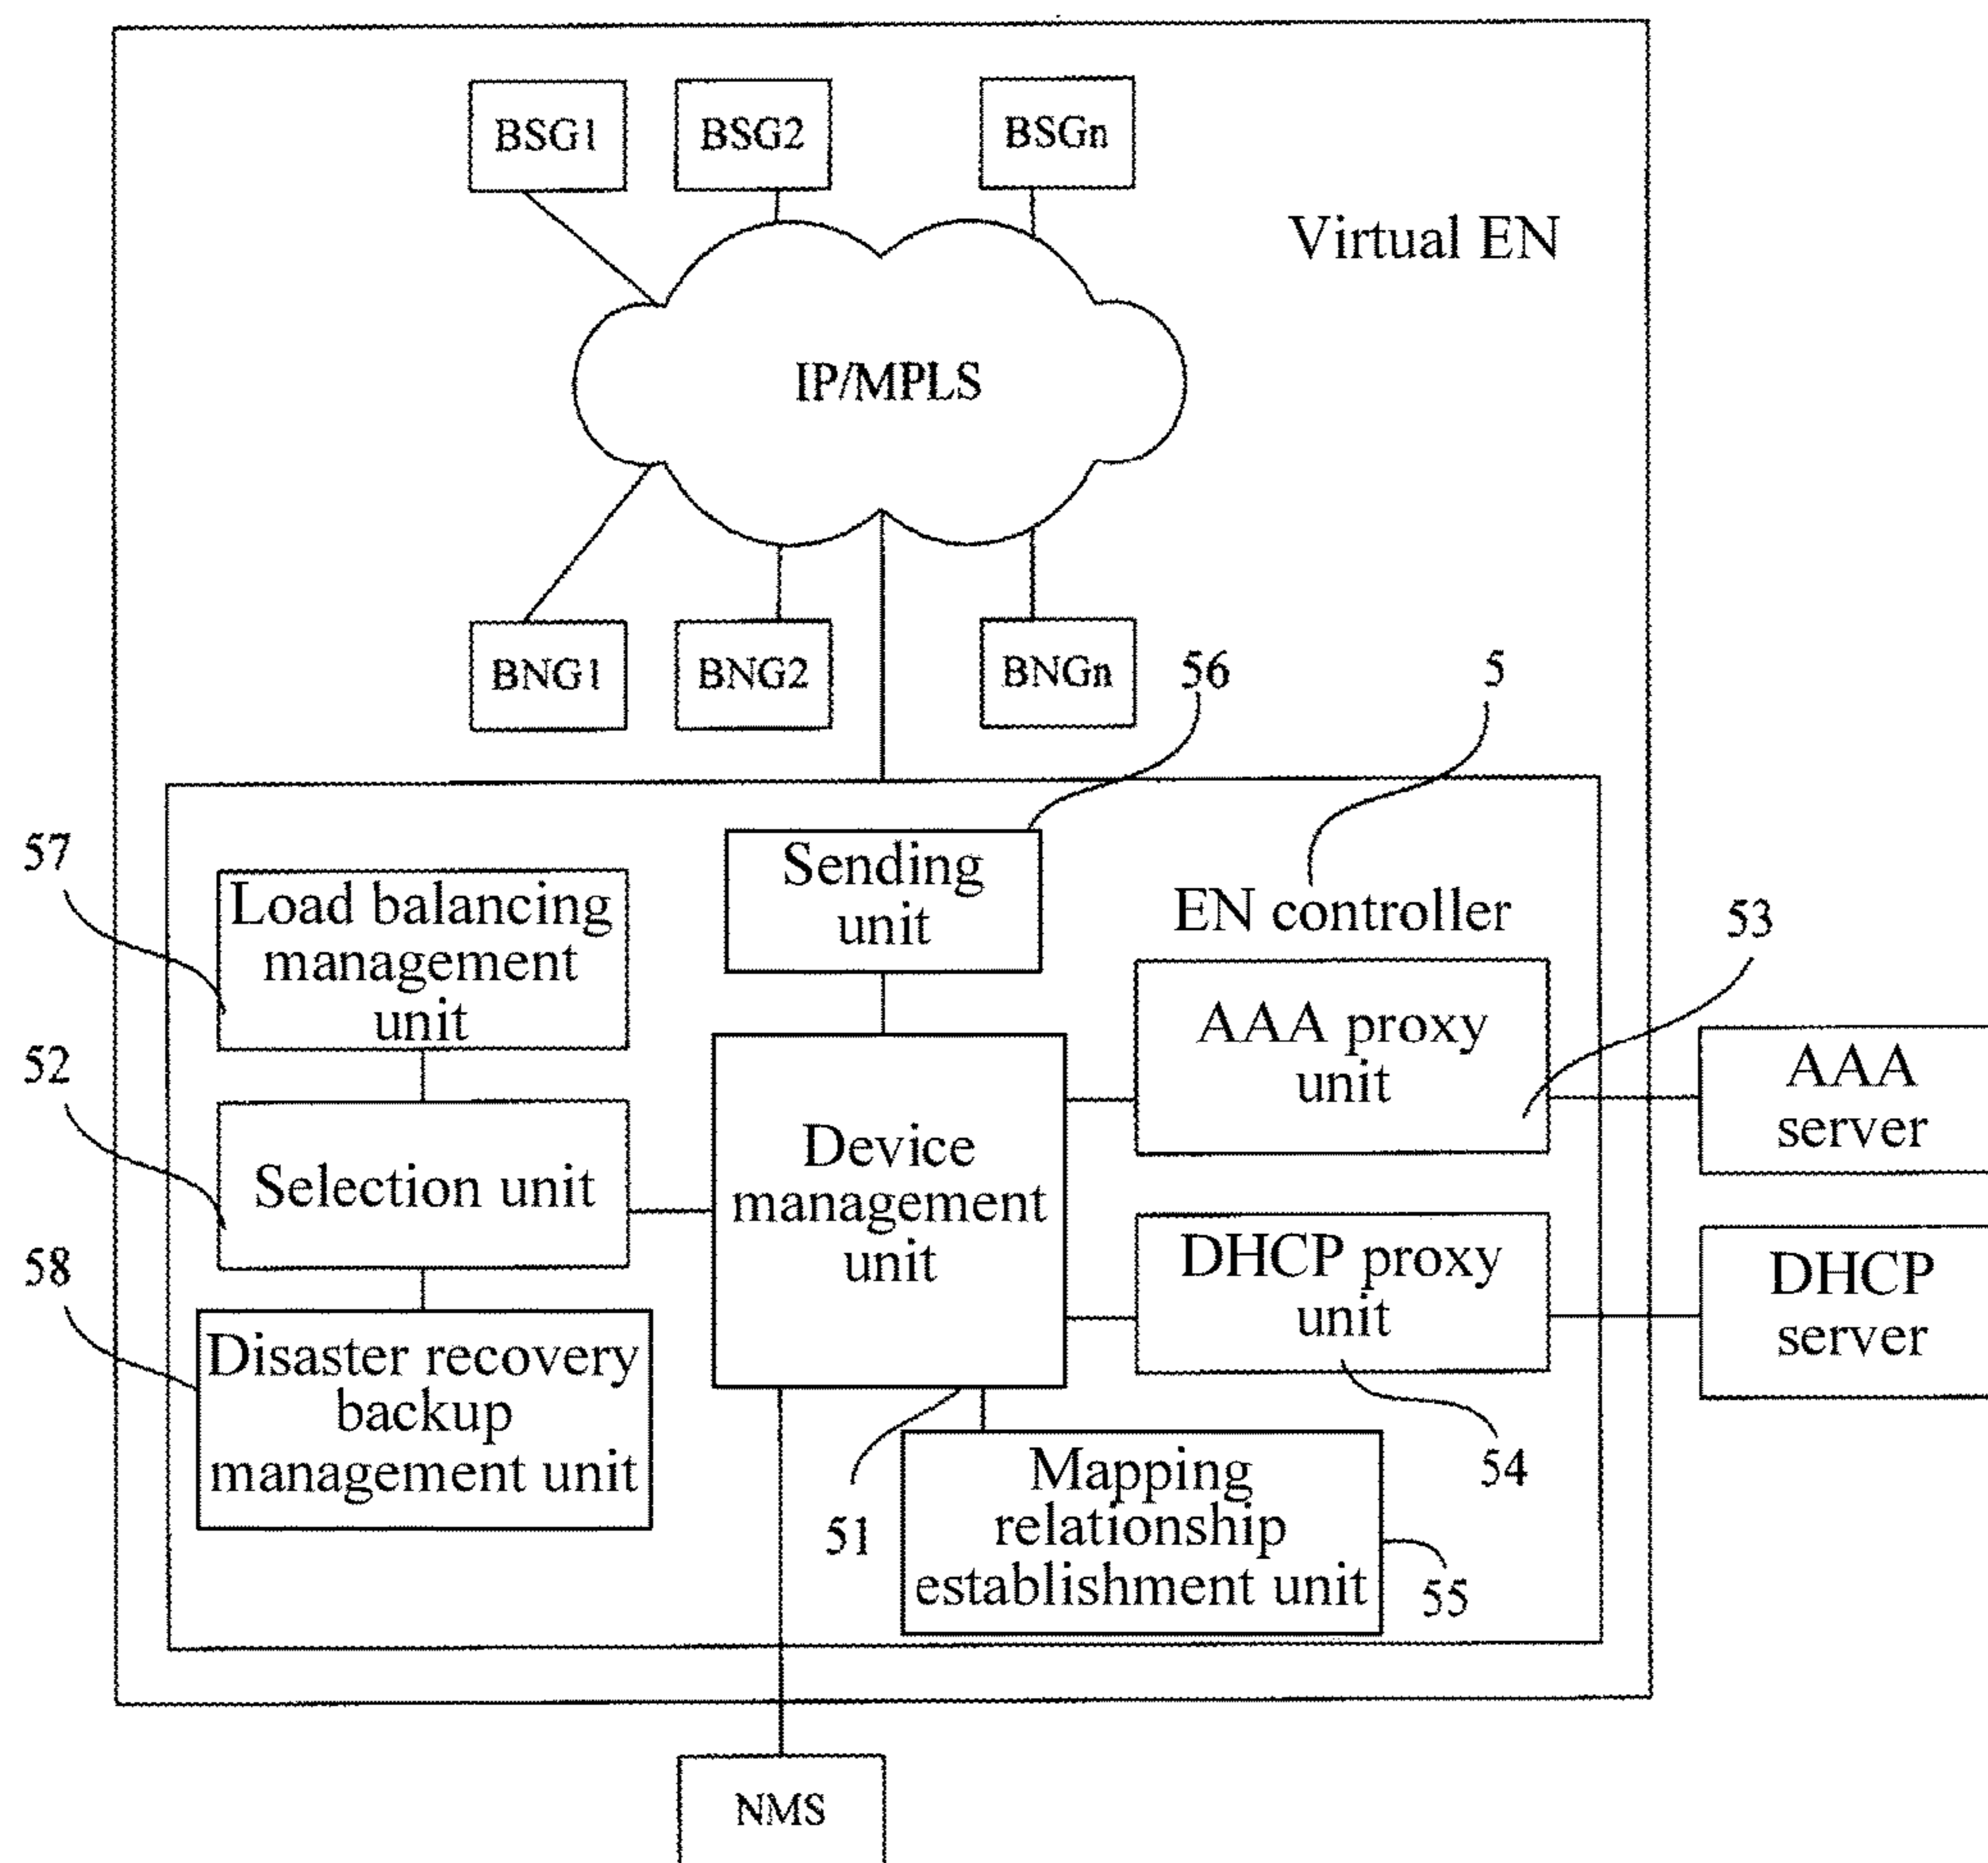 BSG1
BSG2
BSGn
Virtual EN
IP/MPLS
BNG1
BNG2
BNGn
56
5
57
Load balancing
management
unit
Sending
unit
EN controller
53
52
Selection unit
Device
management
unit
AAA proxy
unit
AAA
server
58
Disaster recovery
backup
management unit
DHCP proxy
unit
DHCP
server
51
Mapping
relationship
establishment unit
54
55
NMS